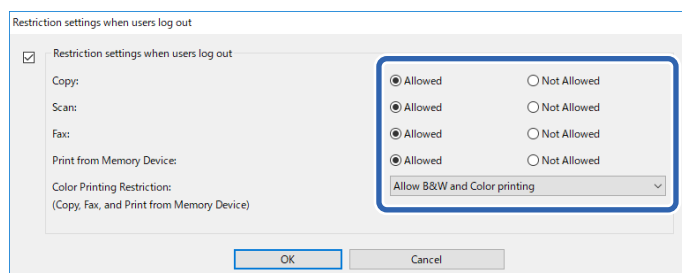 Restriction settings when users log out
Restriction settings when users log out
Copy: Allowed Not Allowed
Scan: Allowed Not Allowed
Fax: Allowed Not Allowed
Print from Memory Device: Allowed Not Allowed
Color Printing Restriction: Allow B&W and Color printing
(Copy, Fax, and Print from Memory Device)
OK Cancel